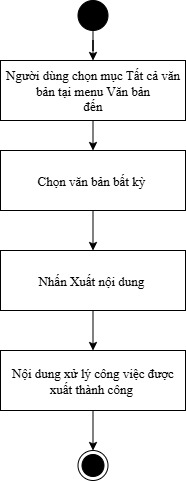 Người dùng chọn mục Tất cả văn
bản tại menu Văn bản
đến
Chọn văn bản bất kỳ
Nhấn Xuất nội dung
Nội dung xử lý công việc được
xuất thành công